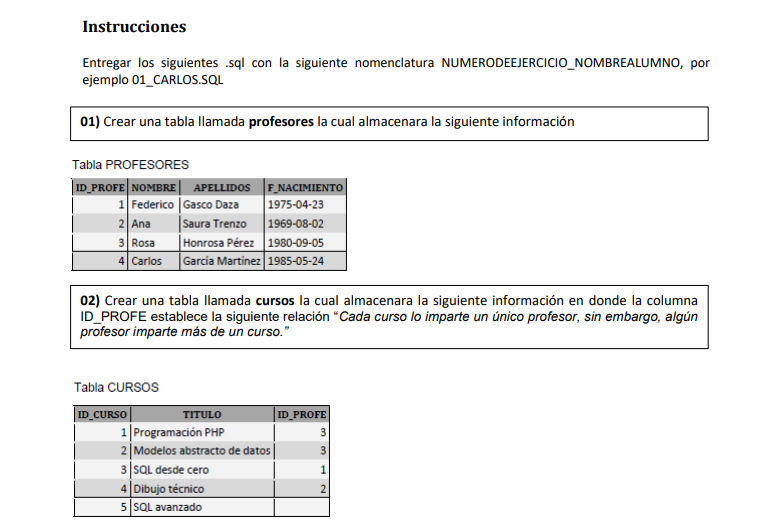 Instrucciones
Entregar los siguientes .sql con la siguiente nomenclatura NUMERODEEJERCICIO_NOMBREALUMNO, por
ejemplo 01_CARLOS.SQL
01) Crear una tabla llamada profesores la cual almacenara la siguiente información
Tabla PROFESORES
ID_PROFE NOMBRE APELLIDOS F_NACIMIENTO
1 Federico Gasco Daza 1975-04-23
2 Ana Saura Trenzo 1969-08-02
3 Rosa Honrosa Pérez 1980-09-05
4 Carlos García Martínez 1985-05-24
02) Crear una tabla llamada cursos la cual almacenara la siguiente información en donde la columna
ID_PROFE establece la siguiente relación “Cada curso lo imparte un único profesor, sin embargo, algún
profesor imparte más de un curso.”
Tabla CURSOS
ID_CURSO TITULO ID_PROFE
1 Programación PHP 3
2 Modelos abstracto de datos 3
3 SQL desde cero 1
4 Dibujo técnico 2
5 SQL avanzado